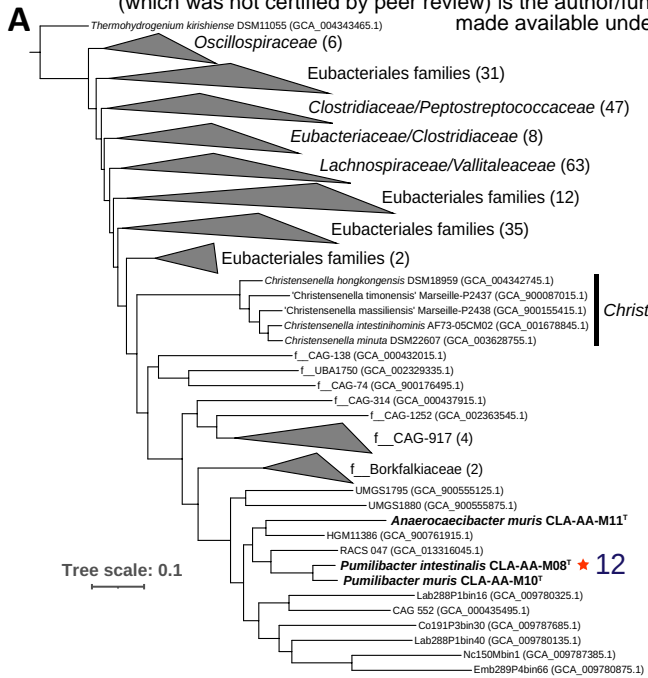 (which was not certified by peer review) is the author/fun
made available unde
A
Thermohydrogenium kirishiense DSM11055 (GCA_004343465.1)
Oscillospiraceae (6)
Eubacteriales families (31)
Clostridiaceae/Peptostreptococcaceae (47)
Eubacteriaceae/Clostridiaceae (8)
Lachnospiraceae/Vallitaleaceae (63)
Eubacteriales families (12)
Eubacteriales families (35)
Eubacteriales families (2)
Christensenella hongkongensis DSM18959 (GCA_004342745.1)
'Christensenella timonensis' Marseille-P2437 (GCA_900087015.1)
'Christensenella massiliensis' Marseille-P2438 (GCA_900155415.1)
Christ
Christensenella intestinihominis AF73-05CM02 (GCA_001678845.1)
Christensenella minuta DSM22607 (GCA_003628755.1)
f__CAG-138 (GCA_000432015.1)
f__UBA1750 (GCA_002329335.1)
f__CAG-74 (GCA_900176495.1)
f__CAG-314 (GCA_000437915.1)
f__CAG-1252 (GCA_002363545.1)
f__CAG-917 (4)
f__Borkfalkiaceae (2)
UMGS1795 (GCA_900555125.1)
UMGS1880 (GCA_900555875.1)
Anaerocaecibacter muris CLA-AA-M11ᵀ
HGM11386 (GCA_900761915.1)
RACS 047 (GCA_013316045.1)
Pumilibacter intestinalis CLA-AA-M08ᵀ ★ 12
Pumilibacter muris CLA-AA-M10ᵀ
Tree scale: 0.1
Lab288P1bin16 (GCA_009780325.1)
CAG 552 (GCA_000435495.1)
Co191P3bin30 (GCA_009787685.1)
Lab288P1bin40 (GCA_009780135.1)
Nc150Mbin1 (GCA_009787385.1)
Emb289P4bin66 (GCA_009780875.1)